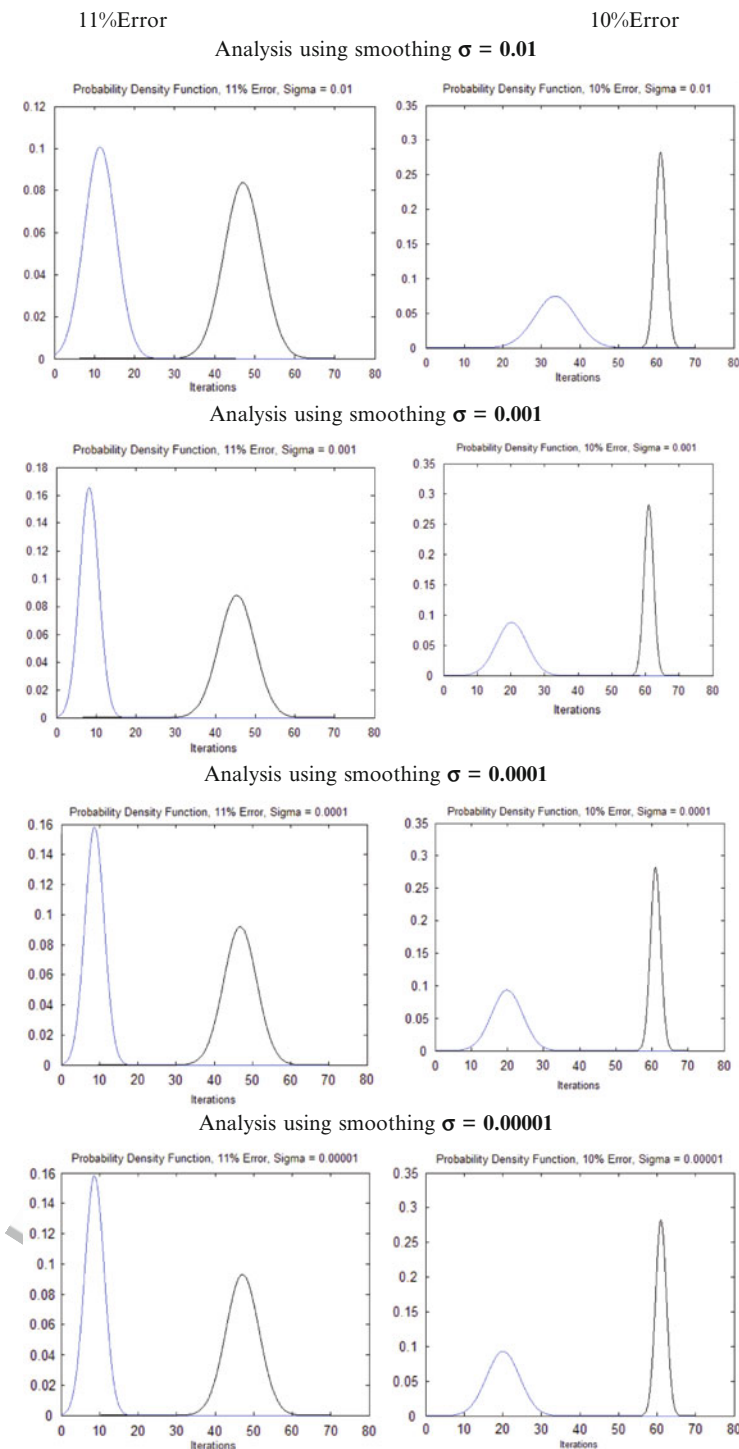 11%Error 10%Error
Analysis using smoothing σ = 0.01
Probability Density Function, 11% Error, Sigma = 0.01
0.12
0.1
0.08
0.06
0.04
0.02
0
0 10 20 30 40 50 60 70 80
Iterations
Probability Density Function, 10% Error, Sigma = 0.01
0.35
0.3
0.25
0.2
0.15
0.1
0.05
0
0 10 20 30 40 50 60 70 80
Iterations
Analysis using smoothing σ = 0.001
Probability Density Function, 11% Error, Sigma = 0.001
0.18
0.16
0.14
0.12
0.1
0.08
0.06
0.04
0.02
0
0 10 20 30 40 50 60 70 80
Iterations
Probability Density Function, 10% Error, Sigma = 0.001
0.35
0.3
0.25
0.2
0.15
0.1
0.05
0
0 10 20 30 40 50 60 70 80
Iterations
Analysis using smoothing σ = 0.0001
Probability Density Function, 11% Error, Sigma = 0.0001
0.16
0.14
0.12
0.1
0.08
0.06
0.04
0.02
0
0 10 20 30 40 50 60 70 80
Iterations
Probability Density Function, 10% Error, Sigma = 0.0001
0.35
0.3
0.25
0.2
0.15
0.1
0.05
0
0 10 20 30 40 50 60 70 80
Iterations
Analysis using smoothing σ = 0.00001
Probability Density Function, 11% Error, Sigma = 0.00001
0.16
0.14
0.12
0.1
0.08
0.06
0.04
0.02
0
0 10 20 30 40 50 60 70 80
Iterations
Probability Density Function, 10% Error, Sigma = 0.00001
0.35
0.3
0.25
0.2
0.15
0.1
0.05
0
0 10 20 30 40 50 60 70 80
Iterations